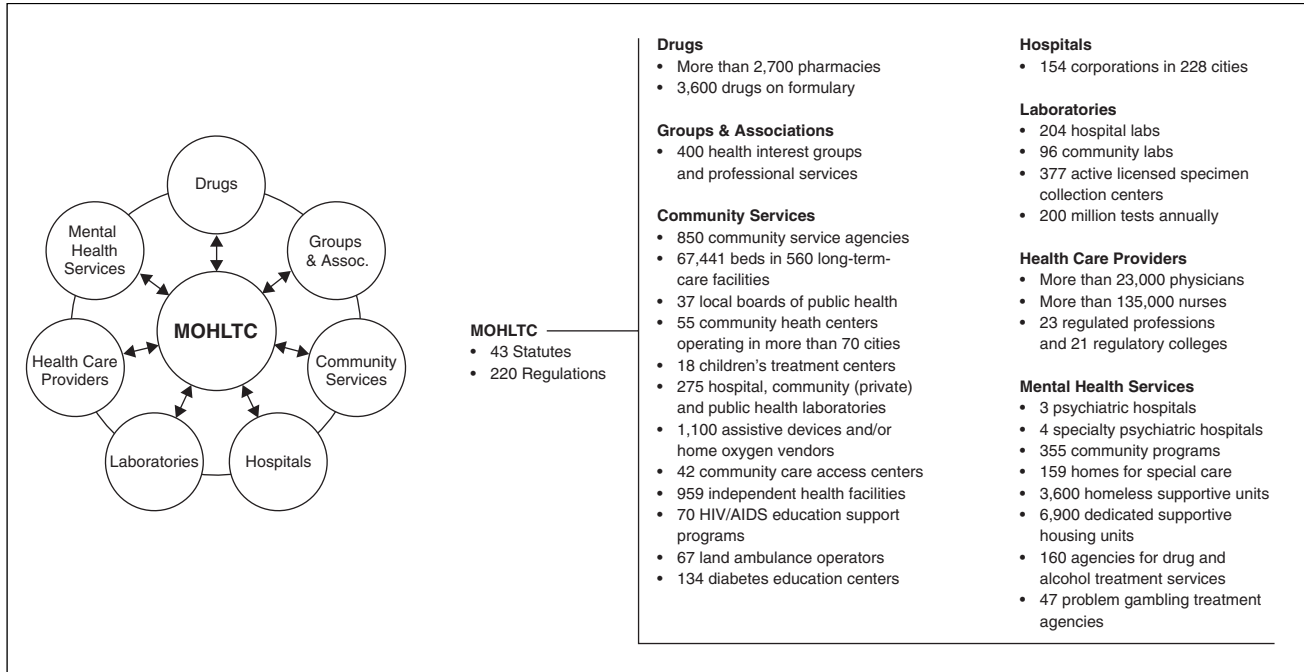 Drugs
Groups
& Assoc.
Community
Services
Hospitals
Laboratories
Health Care
Providers
Mental
Health
Services
MOHLTC
MOHLTC
• 43 Statutes
• 220 Regulations
Drugs
• More than 2,700 pharmacies
• 3,600 drugs on formulary
Groups & Associations
• 400 health interest groups
and professional services
Community Services
• 850 community service agencies
• 67,441 beds in 560 long-term-
care facilities
• 37 local boards of public health
• 55 community heath centers
operating in more than 70 cities
• 18 children’s treatment centers
• 275 hospital, community (private)
and public health laboratories
• 1,100 assistive devices and/or
home oxygen vendors
• 42 community care access centers
• 959 independent health facilities
• 70 HIV/AIDS education support
programs
• 67 land ambulance operators
• 134 diabetes education centers
Hospitals
• 154 corporations in 228 cities
Laboratories
• 204 hospital labs
• 96 community labs
• 377 active licensed specimen
collection centers
• 200 million tests annually
Health Care Providers
• More than 23,000 physicians
• More than 135,000 nurses
• 23 regulated professions
and 21 regulatory colleges
Mental Health Services
• 3 psychiatric hospitals
• 4 specialty psychiatric hospitals
• 355 community programs
• 159 homes for special care
• 3,600 homeless supportive units
• 6,900 dedicated supportive
housing units
• 160 agencies for drug and
alcohol treatment services
• 47 problem gambling treatment
agencies